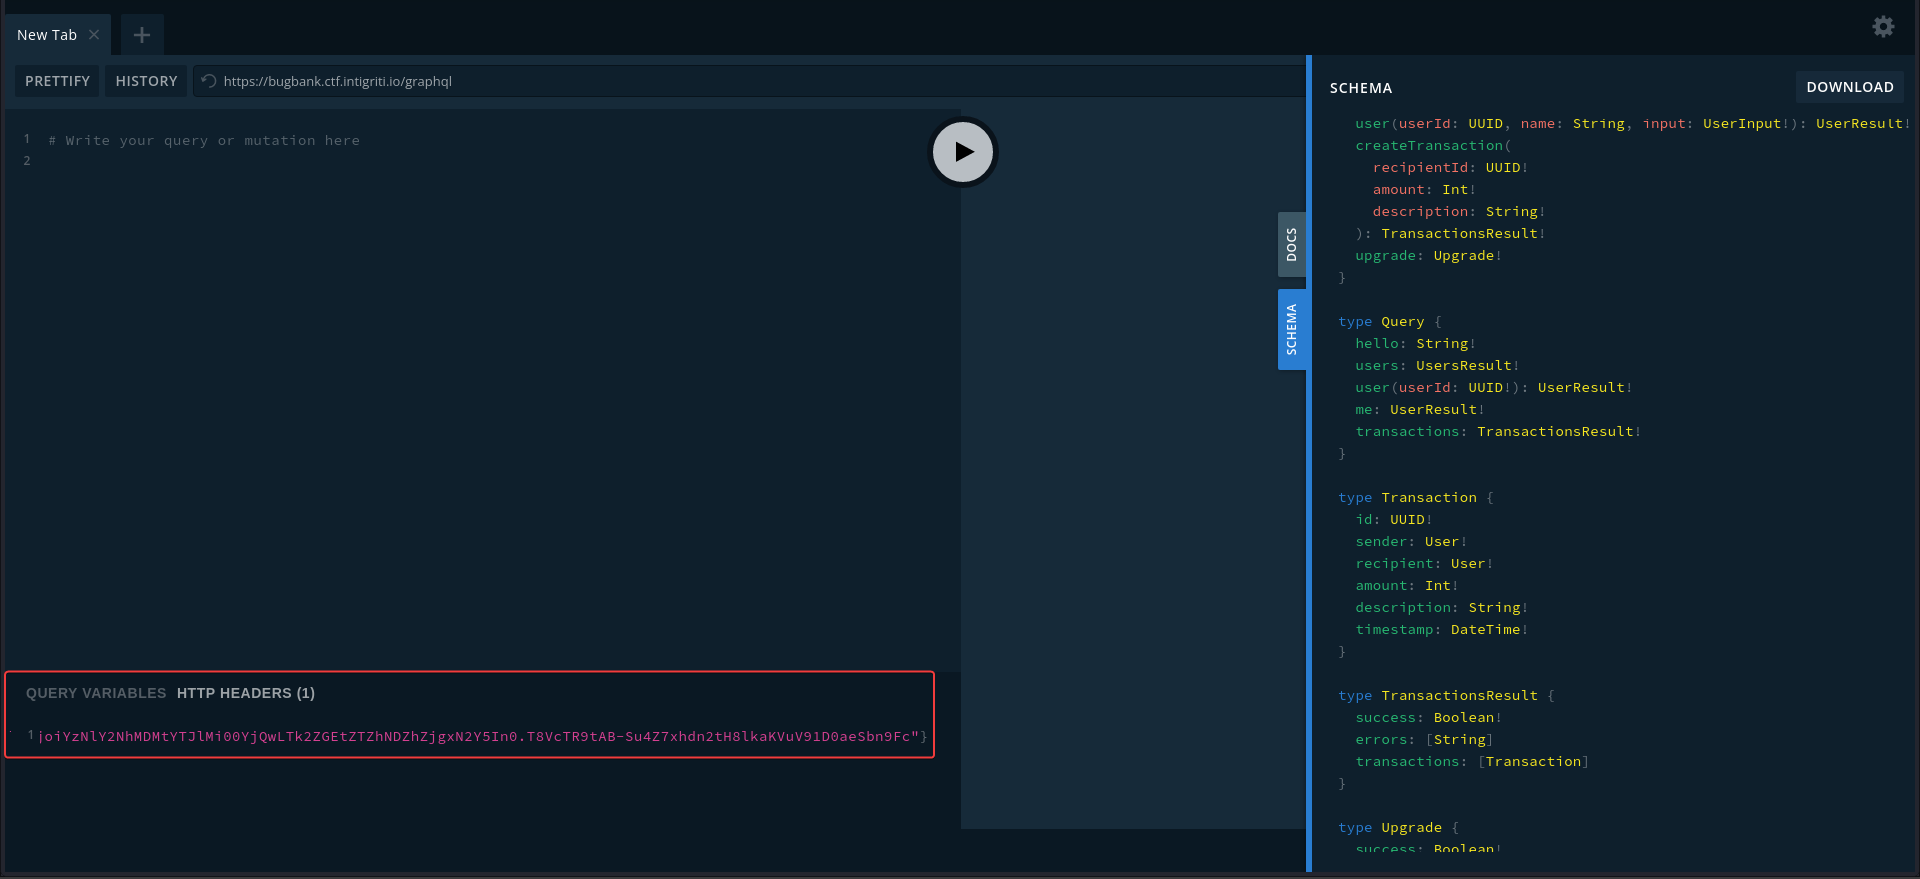 New Tab
PRETTIFY HISTORY https://bugbank.ctf.intigriti.io/graphql
1 # Write your query or mutation here
2
QUERY VARIABLES HTTP HEADERS (1)
1 joiYzNlY2NhMDMtYTJlMi00YjQwLTk2ZGEtZTZhNDZhZjgxN2Y5In0.T8VcTR9tAB-Su4Z7xhdn2tH8lkaKVuV91D0aeSbn9Fc"}
DOCS
SCHEMA
SCHEMA DOWNLOAD
user(userId: UUID, name: String, input: UserInput!): UserResult!
createTransaction(
recipientId: UUID!
amount: Int!
description: String!
): TransactionsResult!
upgrade: Upgrade!
}
type Query {
hello: String!
users: UsersResult!
user(userId: UUID!): UserResult!
me: UserResult!
transactions: TransactionsResult!
}
type Transaction {
id: UUID!
sender: User!
recipient: User!
amount: Int!
description: String!
timestamp: DateTime!
}
type TransactionsResult {
success: Boolean!
errors: [String]
transactions: [Transaction]
}
type Upgrade {
success: Boolean!